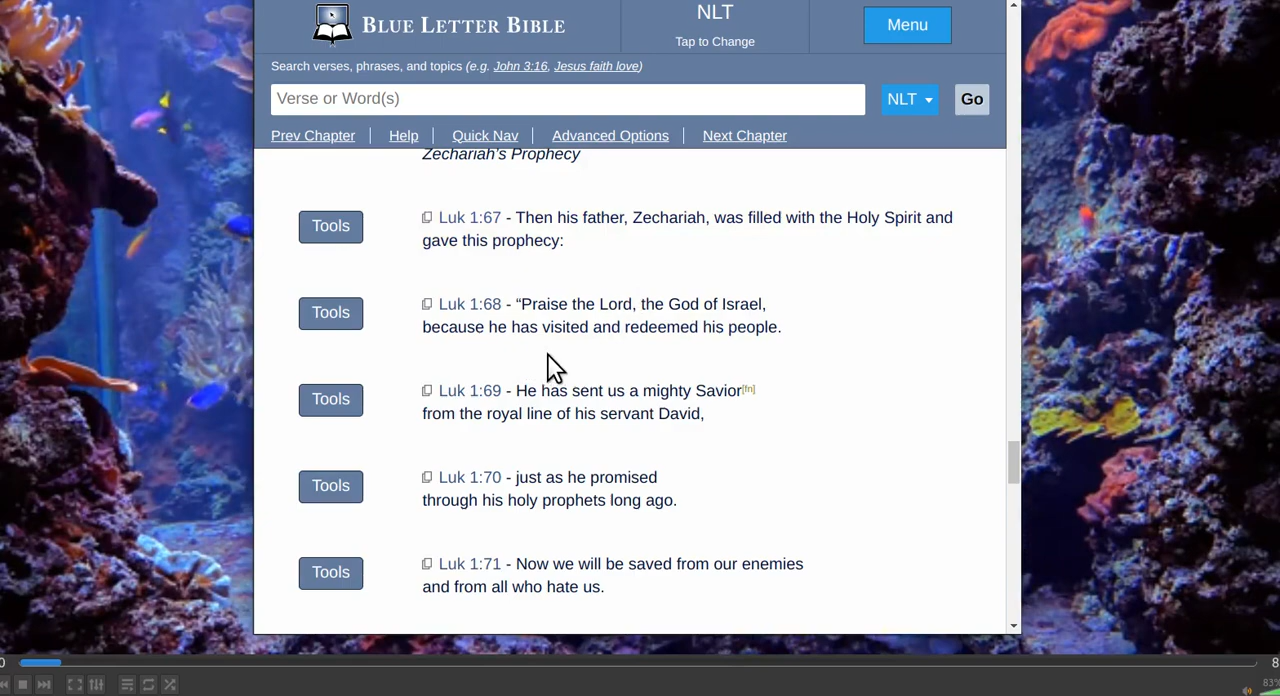 BLUE LETTER BIBLE
NLT
Tap to Change
Menu
Search verses, phrases, and topics (e.g. John 3:16, Jesus faith love)
Verse or Word(s)
NLT
Go
Prev Chapter
Help
Quick Nav
Advanced Options
Next Chapter
Zechariah's Prophecy
Tools
Luk 1:67 - Then his father, Zechariah, was filled with the Holy Spirit and
gave this prophecy:
Tools
Luk 1:68 - “Praise the Lord, the God of Israel,
because he has visited and redeemed his people.
Tools
Luk 1:69 - He has sent us a mighty Savior[fn]
from the royal line of his servant David,
Tools
Luk 1:70 - just as he promised
through his holy prophets long ago.
Tools
Luk 1:71 - Now we will be saved from our enemies
and from all who hate us.
0
8
83%